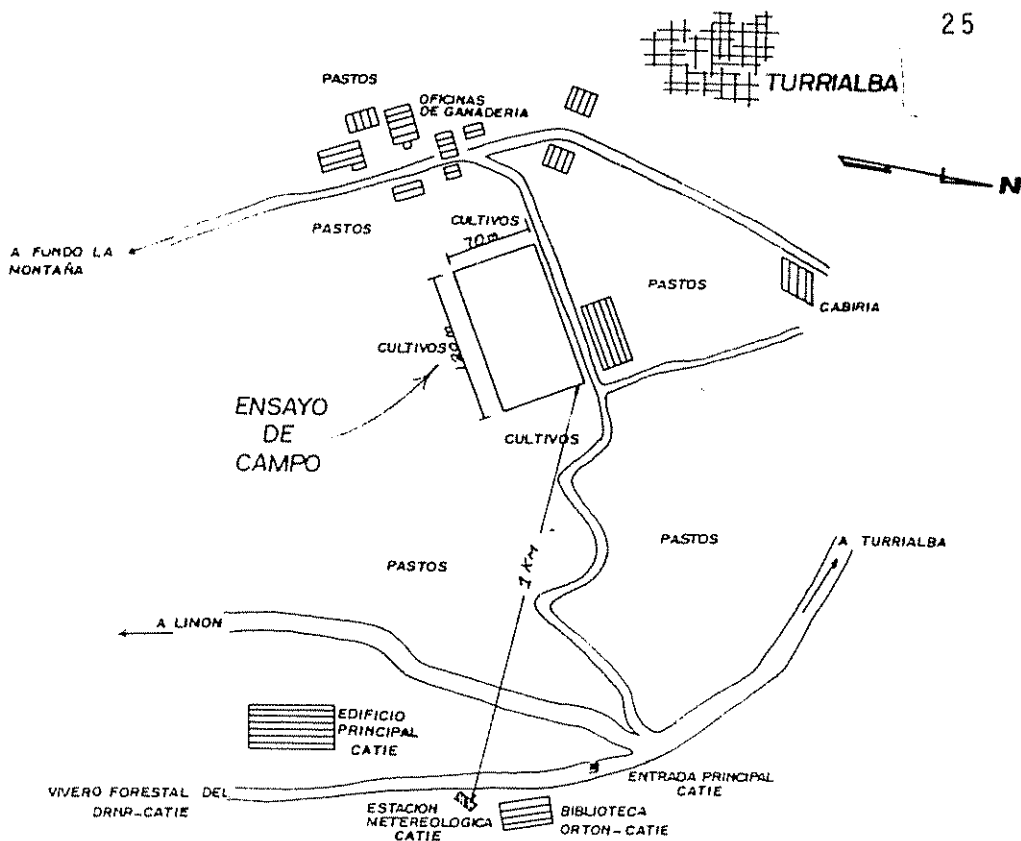 25
TURRIALBA
PASTOS
OFICINAS
DE GANADERIA
N
CULTIVOS
70 m
PASTOS
A FUNDO LA
MONTAÑA
PASTOS
CABIRIA
CULTIVOS
120 m
ENSAYO
DE
CAMPO
CULTIVOS
1 KM
PASTOS
A TURRIALBA
PASTOS
A LIMON
EDIFICIO
PRINCIPAL
CATIE
ENTRADA PRINCIPAL
CATIE
VIVERO FORESTAL DEL
DRNR-CATIE
ESTACION
METEREOLOGICA
CATIE
BIBLIOTECA
ORTON-CATIE